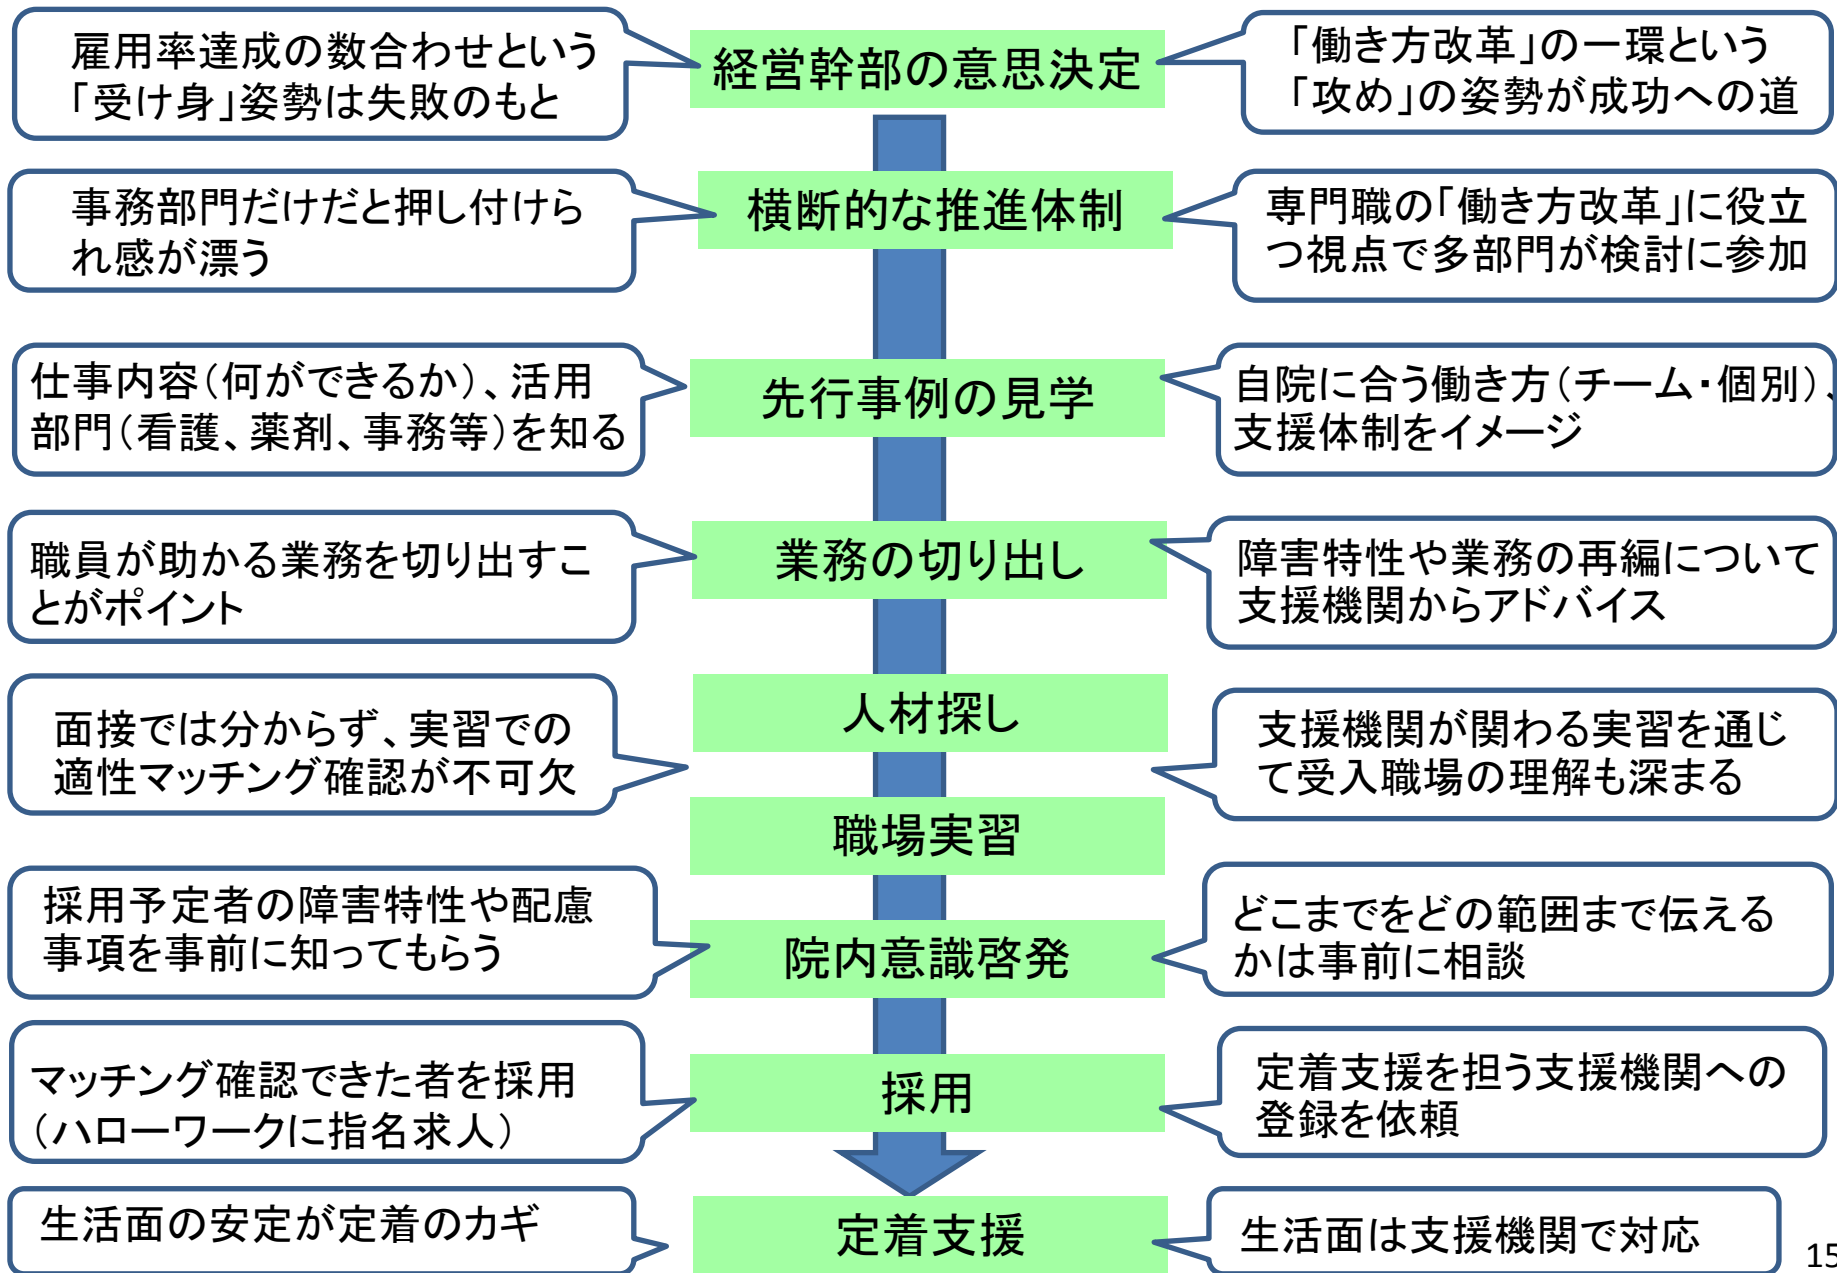 雇用率達成の数合わせという
「受け身」姿勢は失敗のもと
経営幹部の意思決定
「働き方改革」の一環という
「攻め」の姿勢が成功への道
事務部門だけだと押し付けら
れ感が漂う
横断的な推進体制
専門職の「働き方改革」に役立
つ視点で多部門が検討に参加
仕事内容（何ができるか）、活用
部門（看護、薬剤、事務等）を知る
先行事例の見学
自院に合う働き方（チーム・個別）、
支援体制をイメージ
職員が助かる業務を切り出すこ
とがポイント
業務の切り出し
障害特性や業務の再編について
支援機関からアドバイス
人材探し
面接では分からず、実習での
適性マッチング確認が不可欠
支援機関が関わる実習を通じ
て受入職場の理解も深まる
職場実習
採用予定者の障害特性や配慮
事項を事前に知ってもらう
院内意識啓発
どこまでをどの範囲まで伝える
かは事前に相談
マッチング確認できた者を採用
（ハローワークに指名求人）
採用
定着支援を担う支援機関への
登録を依頼
生活面の安定が定着のカギ
定着支援
生活面は支援機関で対応
15